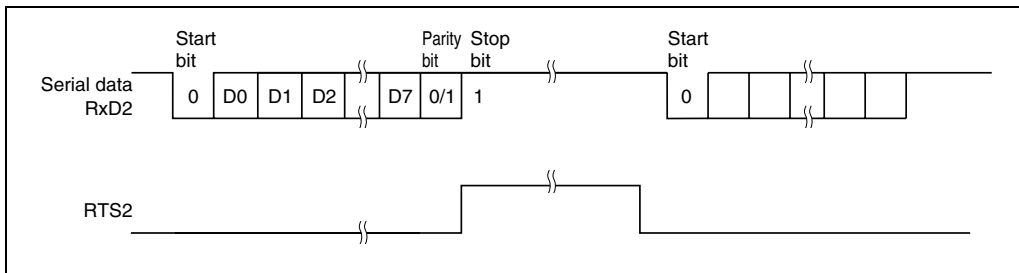 Start
bit
Parity
bit
Stop
bit
Start
bit
Serial data
RxD2
0 D0 D1 D2 D7 0/1 1 0
RTS2